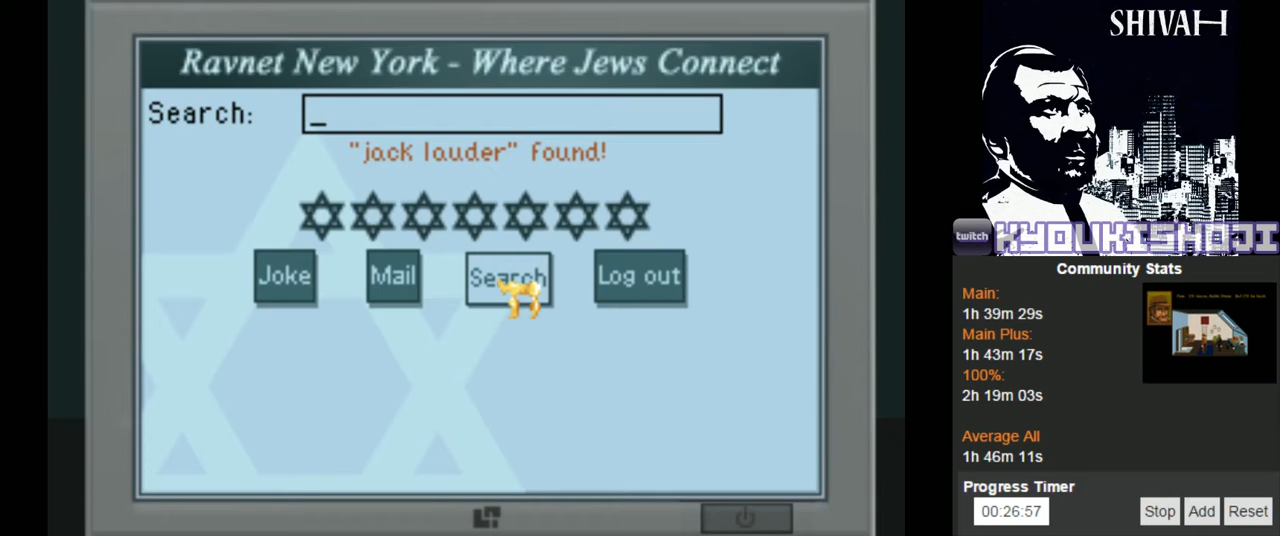 Ravnet New York - Where Jews Connect
Search: _
"jack lauder" found!
Joke
Mail
Search
Log out
SHIVAH
twitch
KYOUKISHOJI
Community Stats
Main:
1h 39m 29s
Main Plus:
1h 43m 17s
100%:
2h 19m 03s
Average All
1h 46m 11s
Progress Timer
00:26:57
Stop
Add
Reset